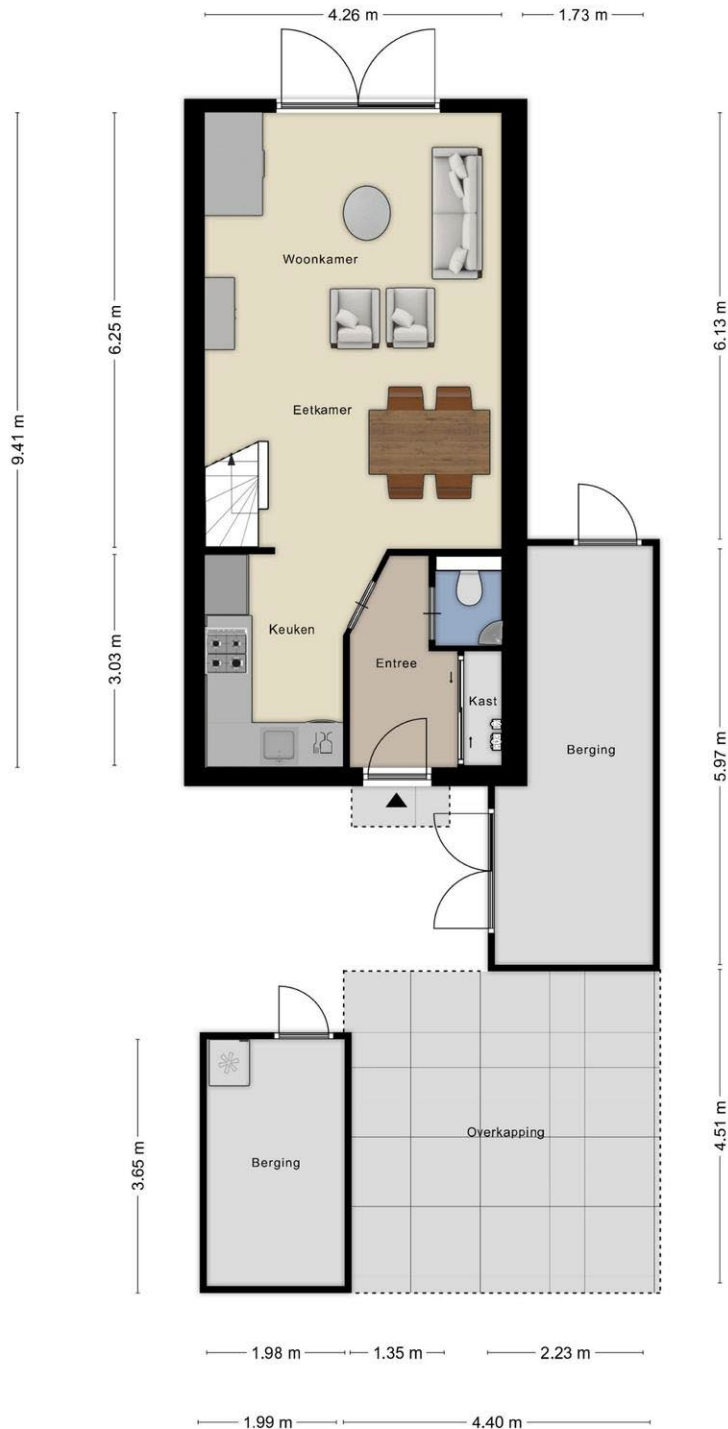 4.26 m
1.73 m
9.41 m
6.25 m
6.13 m
Woonkamer
Eetkamer
3.03 m
Keuken
Entree
Kast
Berging
5.97 m
3.65 m
Berging
Overkapping
4.51 m
1.98 m
1.35 m
2.23 m
1.99 m
4.40 m